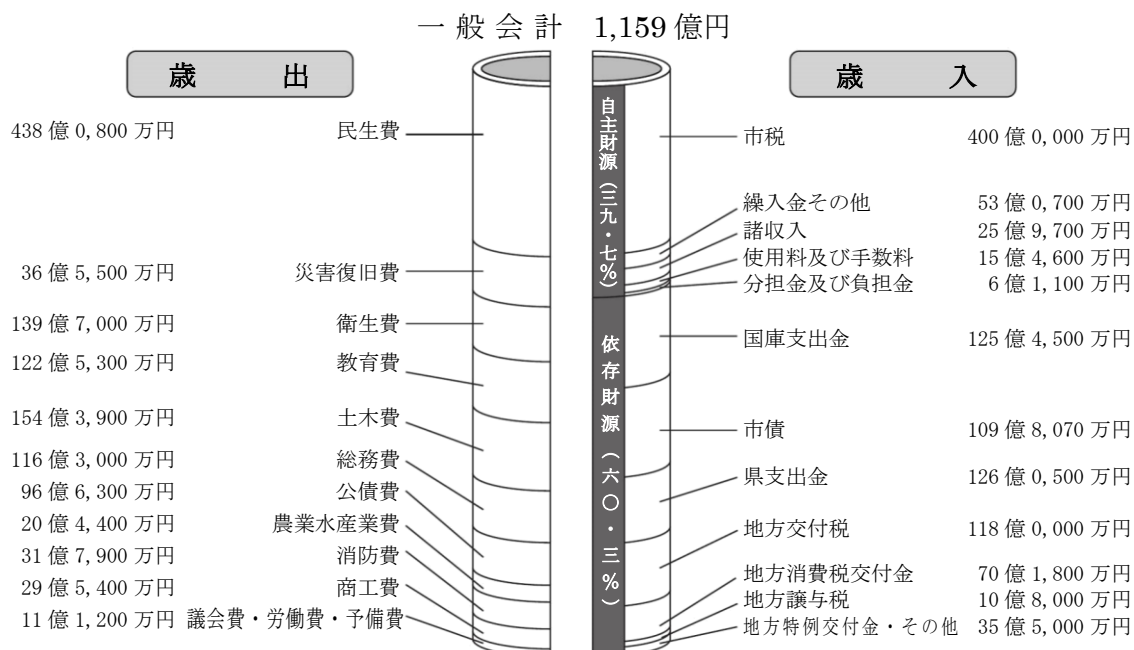 一般会計 1,159億円
歳出
438億0,800万円 民生費
36億5,500万円 災害復旧費
139億7,000万円 衛生費
122億5,300万円 教育費
154億3,900万円 土木費
116億3,000万円 総務費
96億6,300万円 公債費
20億4,400万円 農業水産業費
31億7,900万円 消防費
29億5,400万円 商工費
11億1,200万円 議会費・労働費・予備費
自主財源（三九・七％）
依存財源（六〇・三％）
歳入
市税 400億0,000万円
繰入金その他 53億0,700万円
諸収入 25億9,700万円
使用料及び手数料 15億4,600万円
分担金及び負担金 6億1,100万円
国庫支出金 125億4,500万円
市債 109億8,070万円
県支出金 126億0,500万円
地方交付税 118億0,000万円
地方消費税交付金 70億1,800万円
地方譲与税 10億8,000万円
地方特例交付金・その他 35億5,000万円